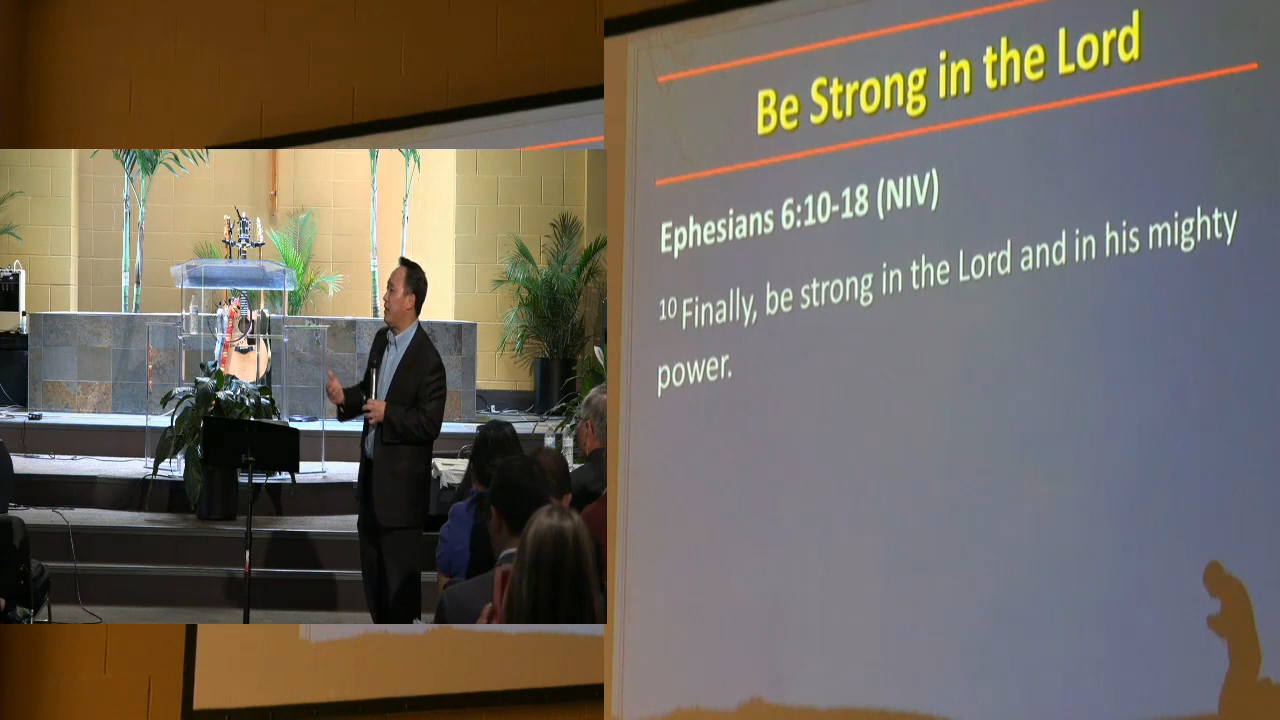 Be Strong in the Lord
Ephesians 6:10-18 (NIV)
10 Finally, be strong in the Lord and in his mighty
power.